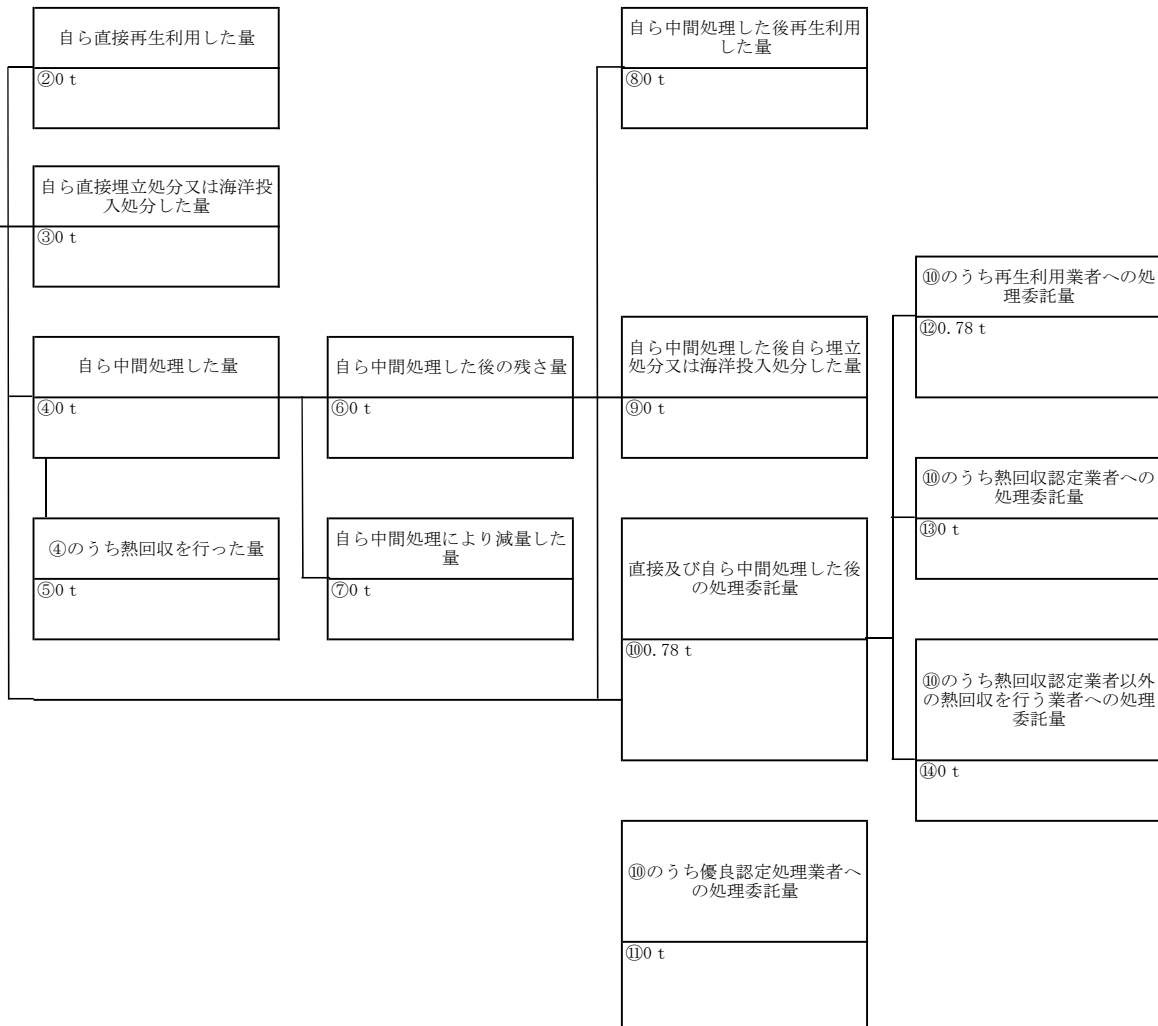 自ら直接再生利用した量
②0 t
自ら直接埋立処分又は海洋投
入処分した量
③0 t
自ら中間処理した量
④0 t
④のうち熱回収を行った量
⑤0 t
自ら中間処理した後の残さ量
⑥0 t
自ら中間処理により減量した
量
⑦0 t
自ら中間処理した後再生利用
した量
⑧0 t
自ら中間処理した後自ら埋立
処分又は海洋投入処分した量
⑨0 t
直接及び自ら中間処理した後
の処理委託量
⑩0.78 t
⑩のうち優良認定処理業者へ
の処理委託量
⑪0 t
⑩のうち再生利用業者への処
理委託量
⑫0.78 t
⑩のうち熱回収認定業者への
処理委託量
⑬0 t
⑩のうち熱回収認定業者以外
の熱回収を行う業者への処理
委託量
⑭0 t